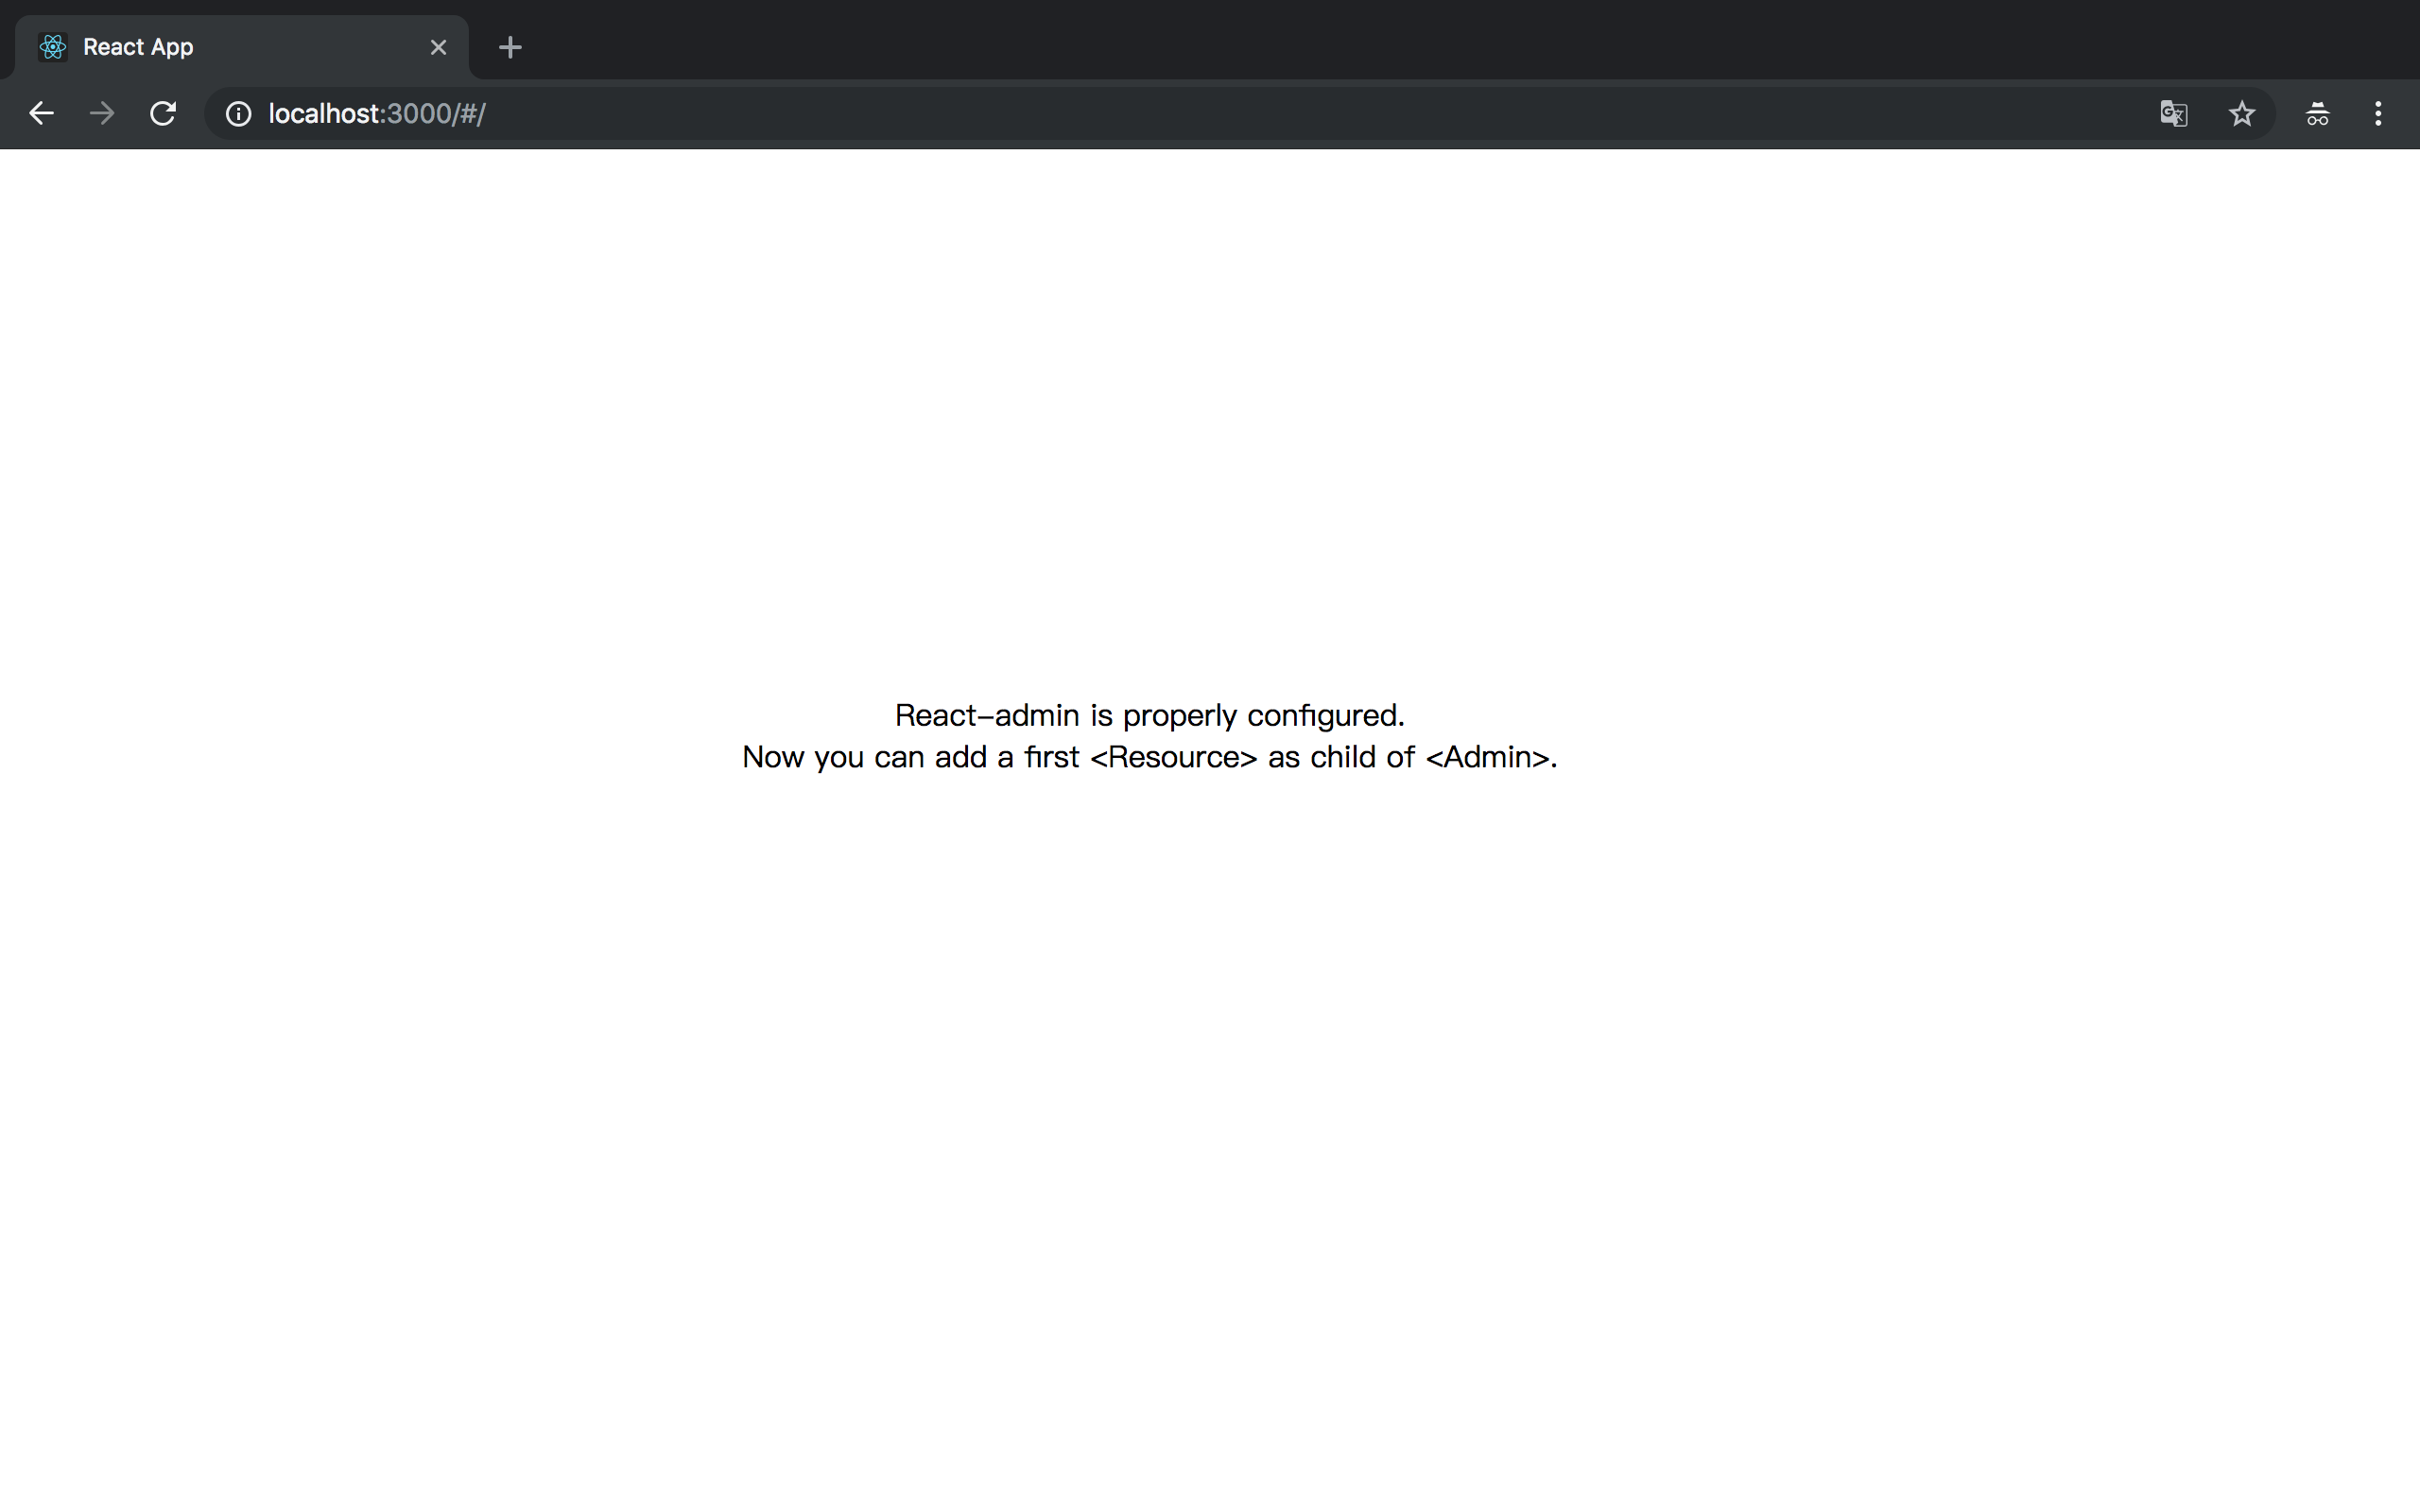 React App
localhost:3000/#/
React-admin is properly configured.
Now you can add a first <Resource> as child of <Admin>.